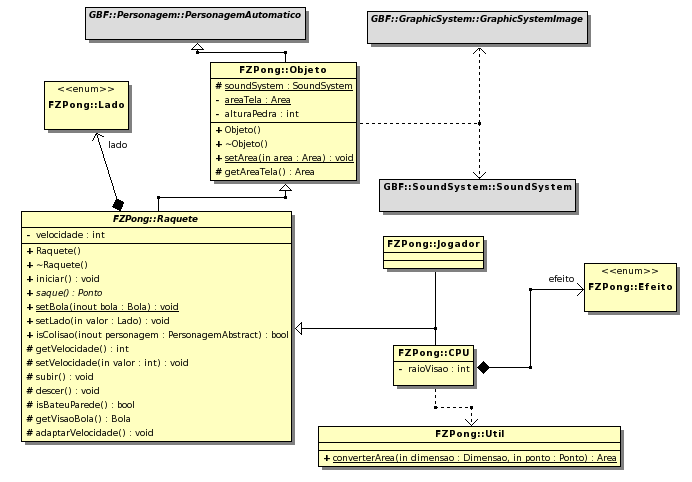 GBF::Personagem::PersonagemAutomatico
GBF::GraphicSystem::GraphicSystemImage
FZPong::Objeto
# soundSystem : SoundSystem
- areaTela : Area
- alturaPedra : int
+ Objeto()
+ ~Objeto()
+ setArea(in area : Area) : void
# getAreaTela() : Area
<<enum>>
FZPong::Lado
lado
GBF::SoundSystem::SoundSystem
FZPong::Raquete
- velocidade : int
+ Raquete()
+ ~Raquete()
+ iniciar() : void
+ saque() : Ponto
+ setBola(inout bola : Bola) : void
+ setLado(in valor : Lado) : void
+ isColisao(inout personagem : PersonagemAbstract) : bool
# getVelocidade() : int
# setVelocidade(in valor : int) : void
# subir() : void
# descer() : void
# isBateuParede() : bool
# getVisaoBola() : Bola
# adaptarVelocidade() : void
FZPong::Jogador
efeito
<<enum>>
FZPong::Efeito
FZPong::CPU
- raioVisao : int
FZPong::Util
+ converterArea(in dimensao : Dimensao, in ponto : Ponto) : Area